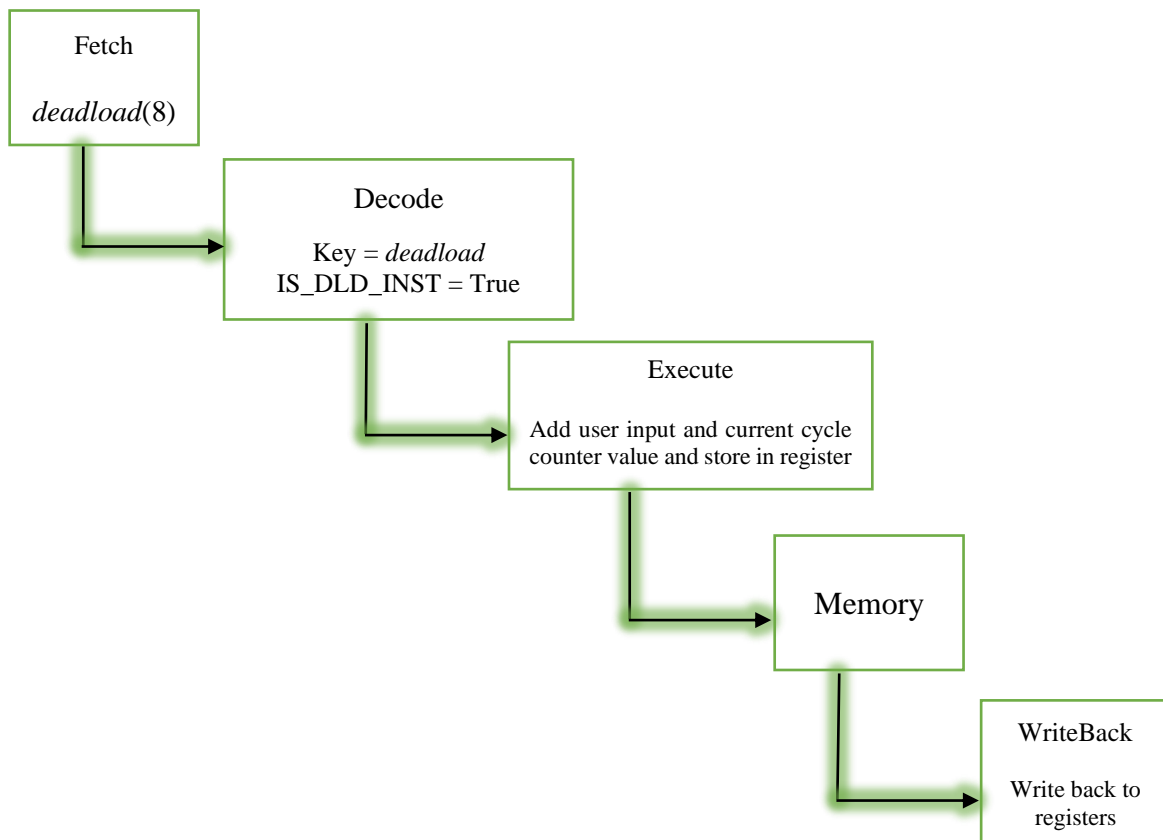 Fetch
deadload(8)
Decode
Key = deadload
IS_DLD_INST = True
Execute
Add user input and current cycle
counter value and store in register
Memory
WriteBack
Write back to
registers